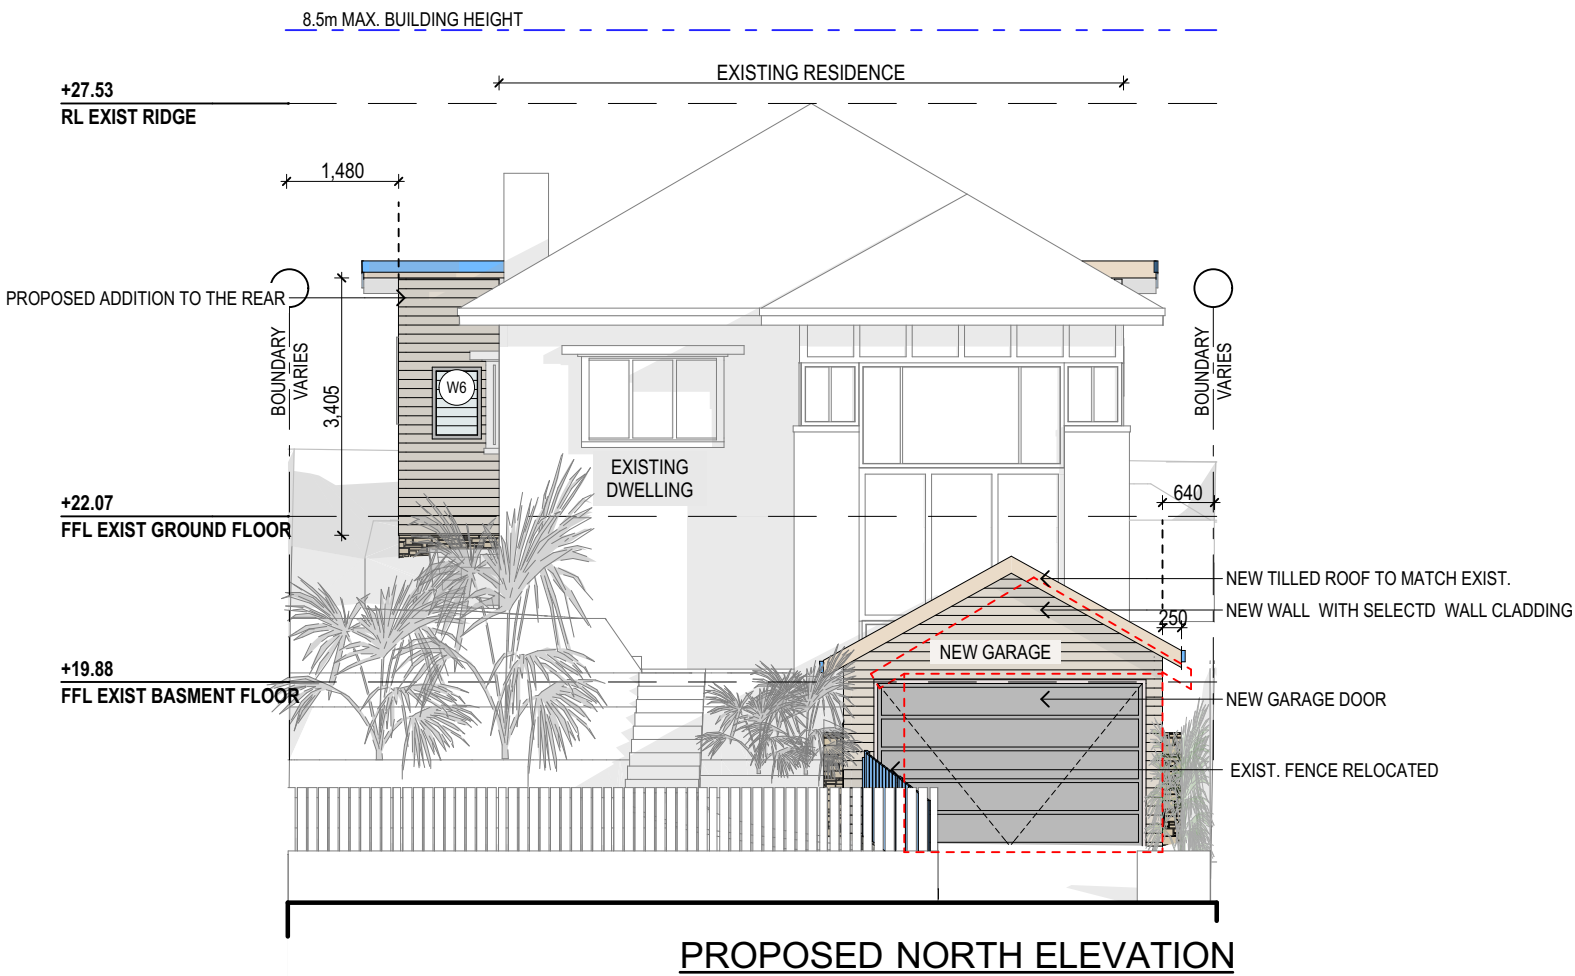 8.5m MAX. BUILDING HEIGHT
EXISTING RESIDENCE
+27.53
RL EXIST RIDGE
1,480
PROPOSED ADDITION TO THE REAR
BOUNDARY
VARIES
3,405
W6
BOUNDARY
VARIES
EXISTING
DWELLING
640
+22.07
FFL EXIST GROUND FLOOR
NEW TILLED ROOF TO MATCH EXIST.
NEW WALL WITH SELECTD WALL CLADDING
250
NEW GARAGE
+19.88
FFL EXIST BASMENT FLOOR
NEW GARAGE DOOR
EXIST. FENCE RELOCATED
PROPOSED NORTH ELEVATION